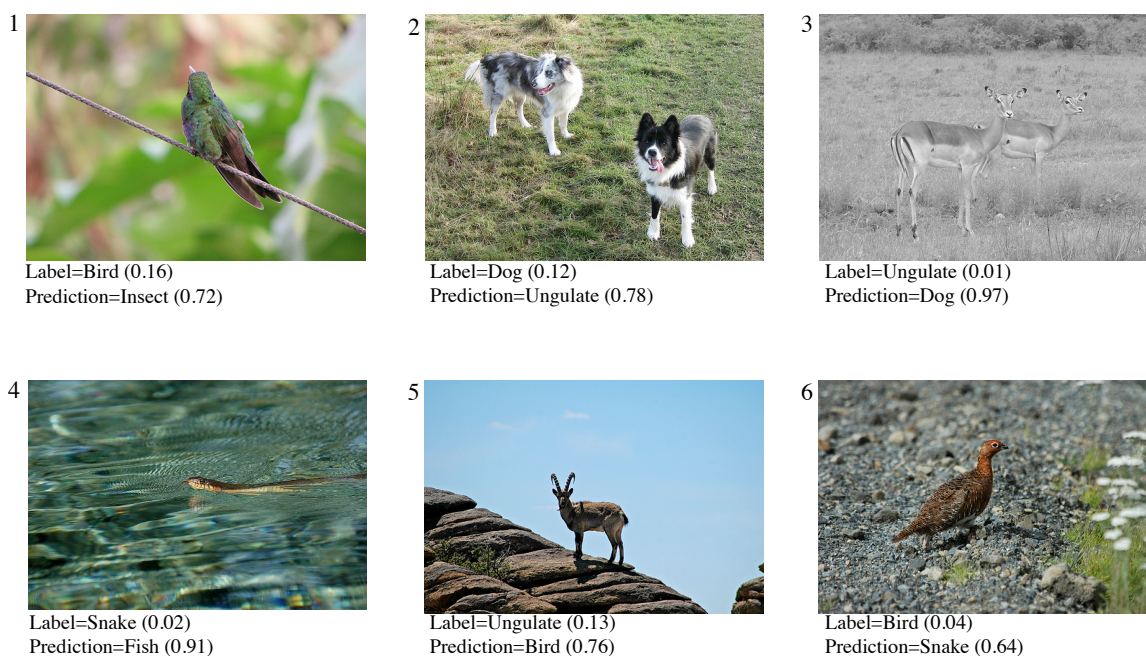 1
Label=Bird (0.16)
Prediction=Insect (0.72)
2
Label=Dog (0.12)
Prediction=Ungulate (0.78)
3
Label=Ungulate (0.01)
Prediction=Dog (0.97)
4
Label=Snake (0.02)
Prediction=Fish (0.91)
5
Label=Ungulate (0.13)
Prediction=Bird (0.76)
6
Label=Bird (0.04)
Prediction=Snake (0.64)